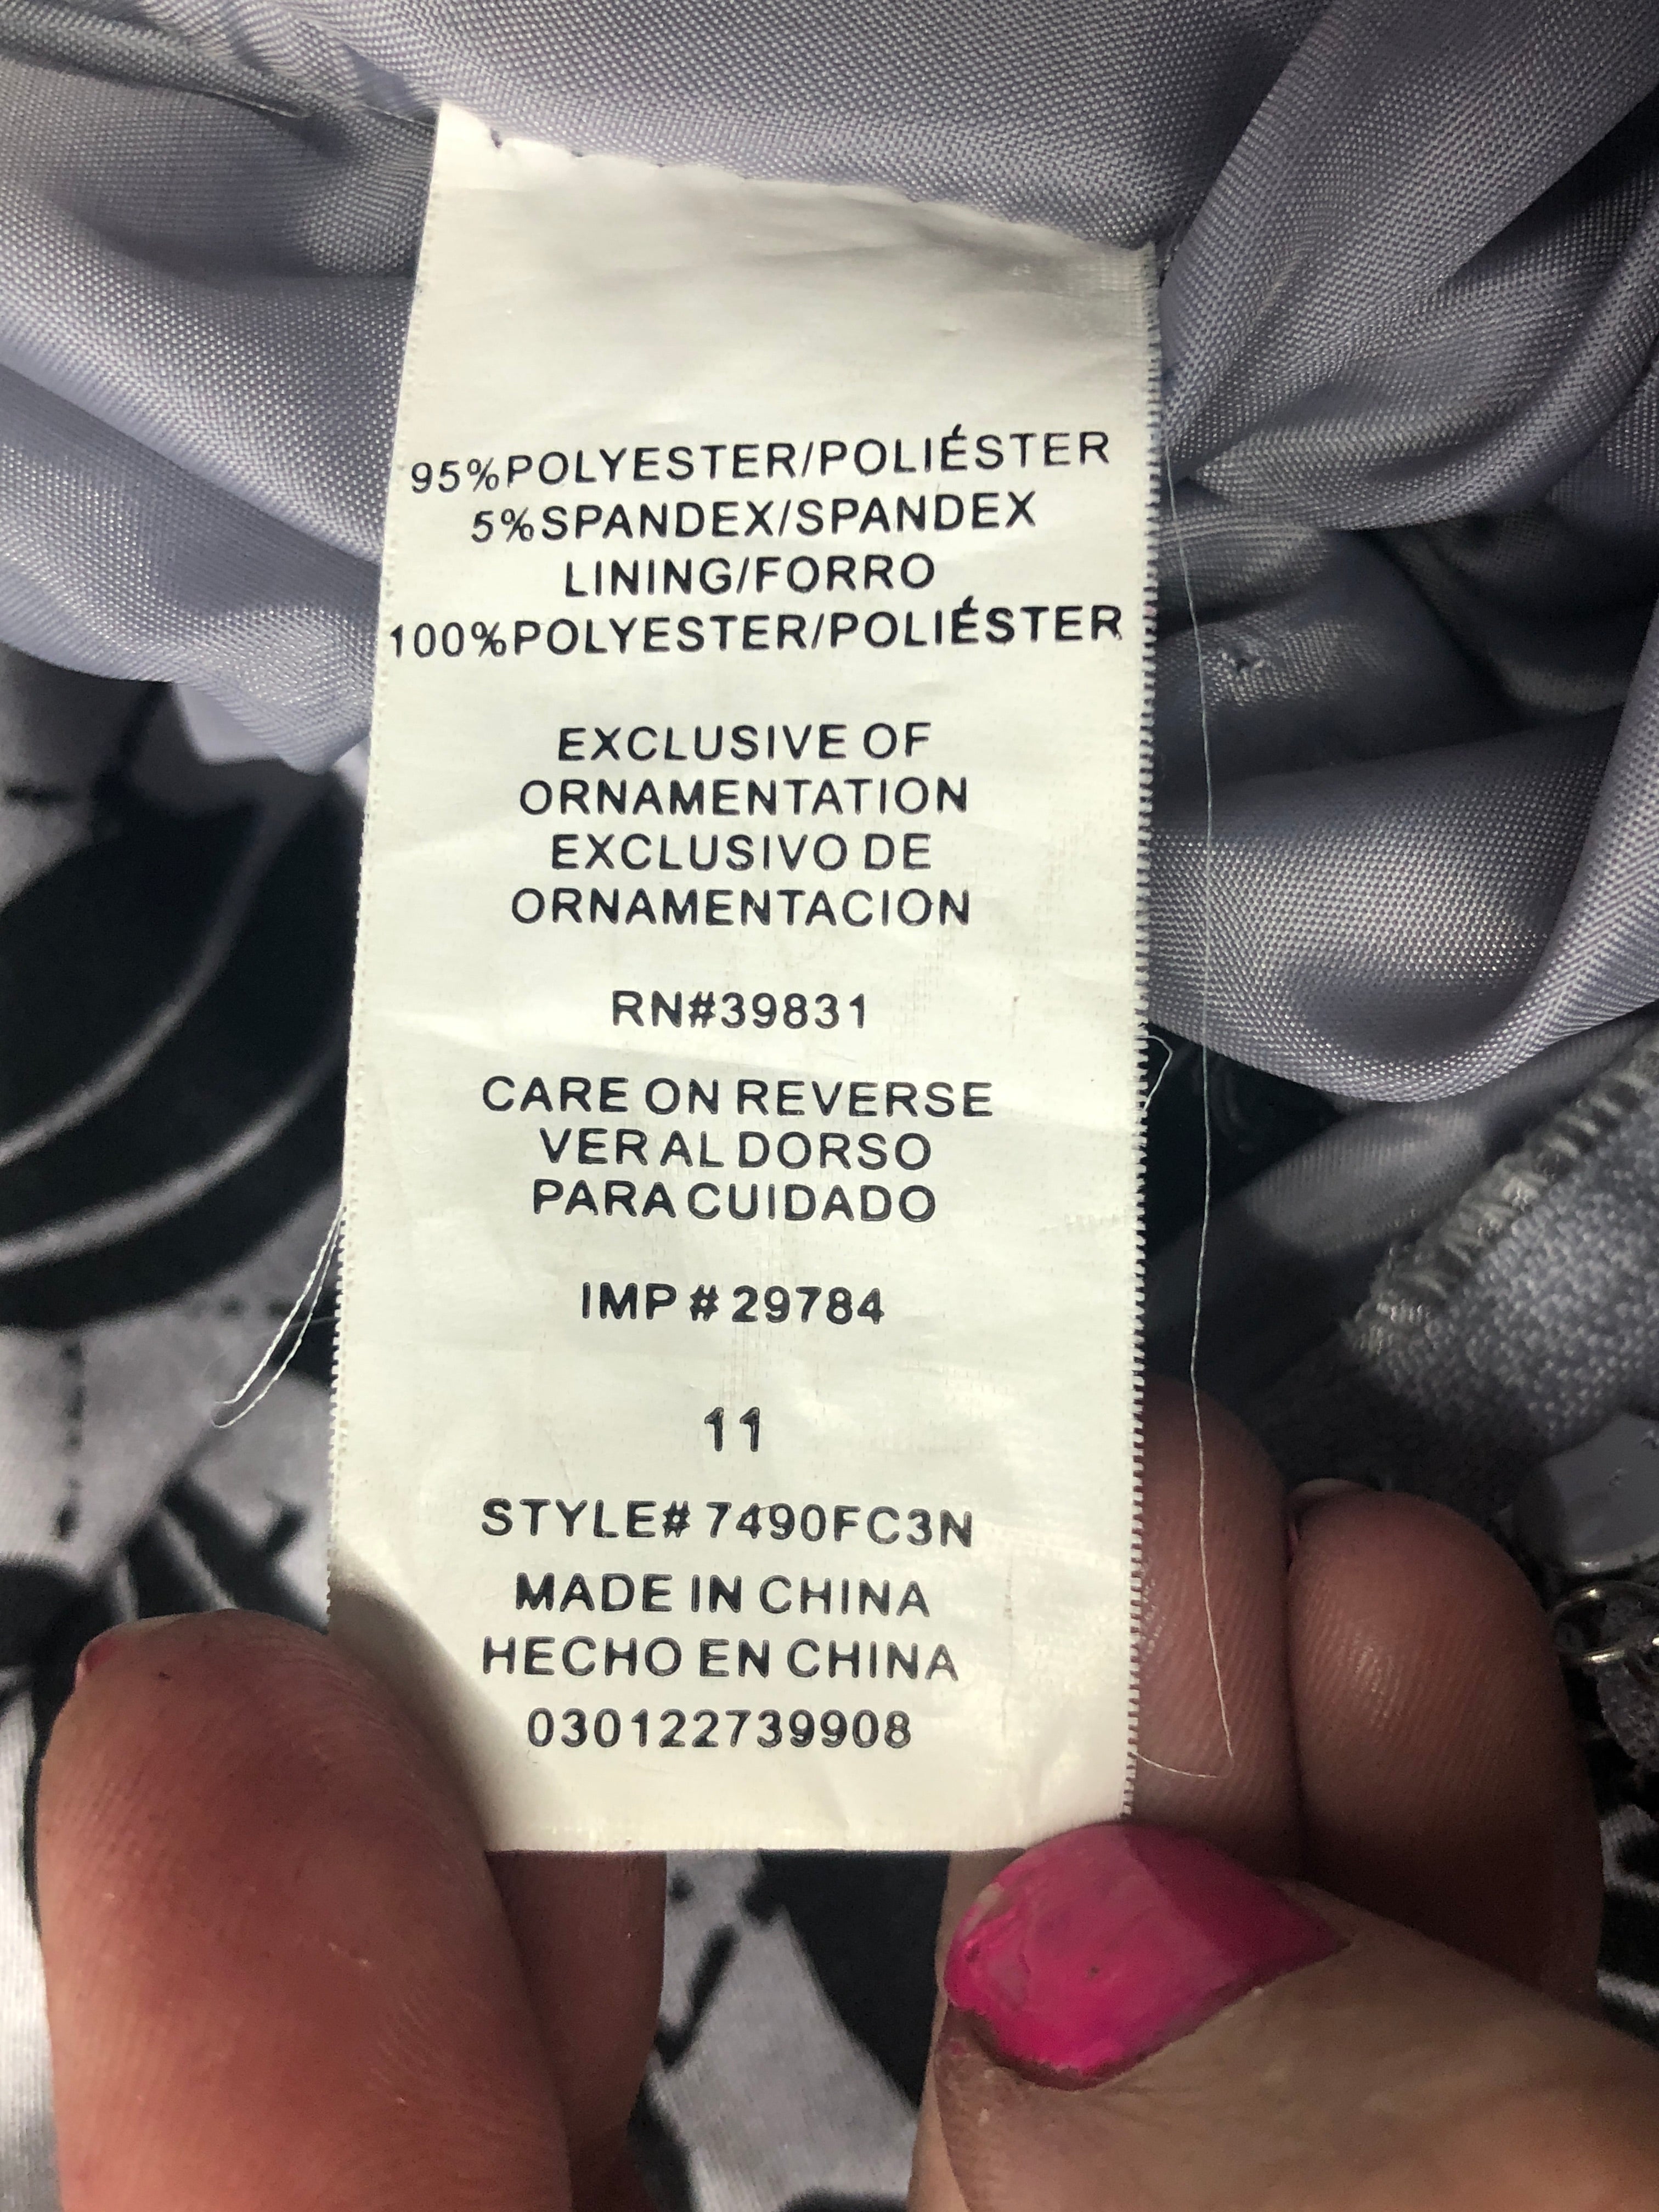 95%POLYESTER/POLIÉSTER
5%SPANDEX/SPANDEX
LINING/FORRO
100%POLYESTER/POLIÉSTER
EXCLUSIVE OF
ORNAMENTATION
EXCLUSIVO DE
ORNAMENTACION
RN#39831
CARE ON REVERSE
VER AL DORSO
PARA CUIDADO
IMP # 29784
11
STYLE# 7490FC3N
MADE IN CHINA
HECHO EN CHINA
030122739908